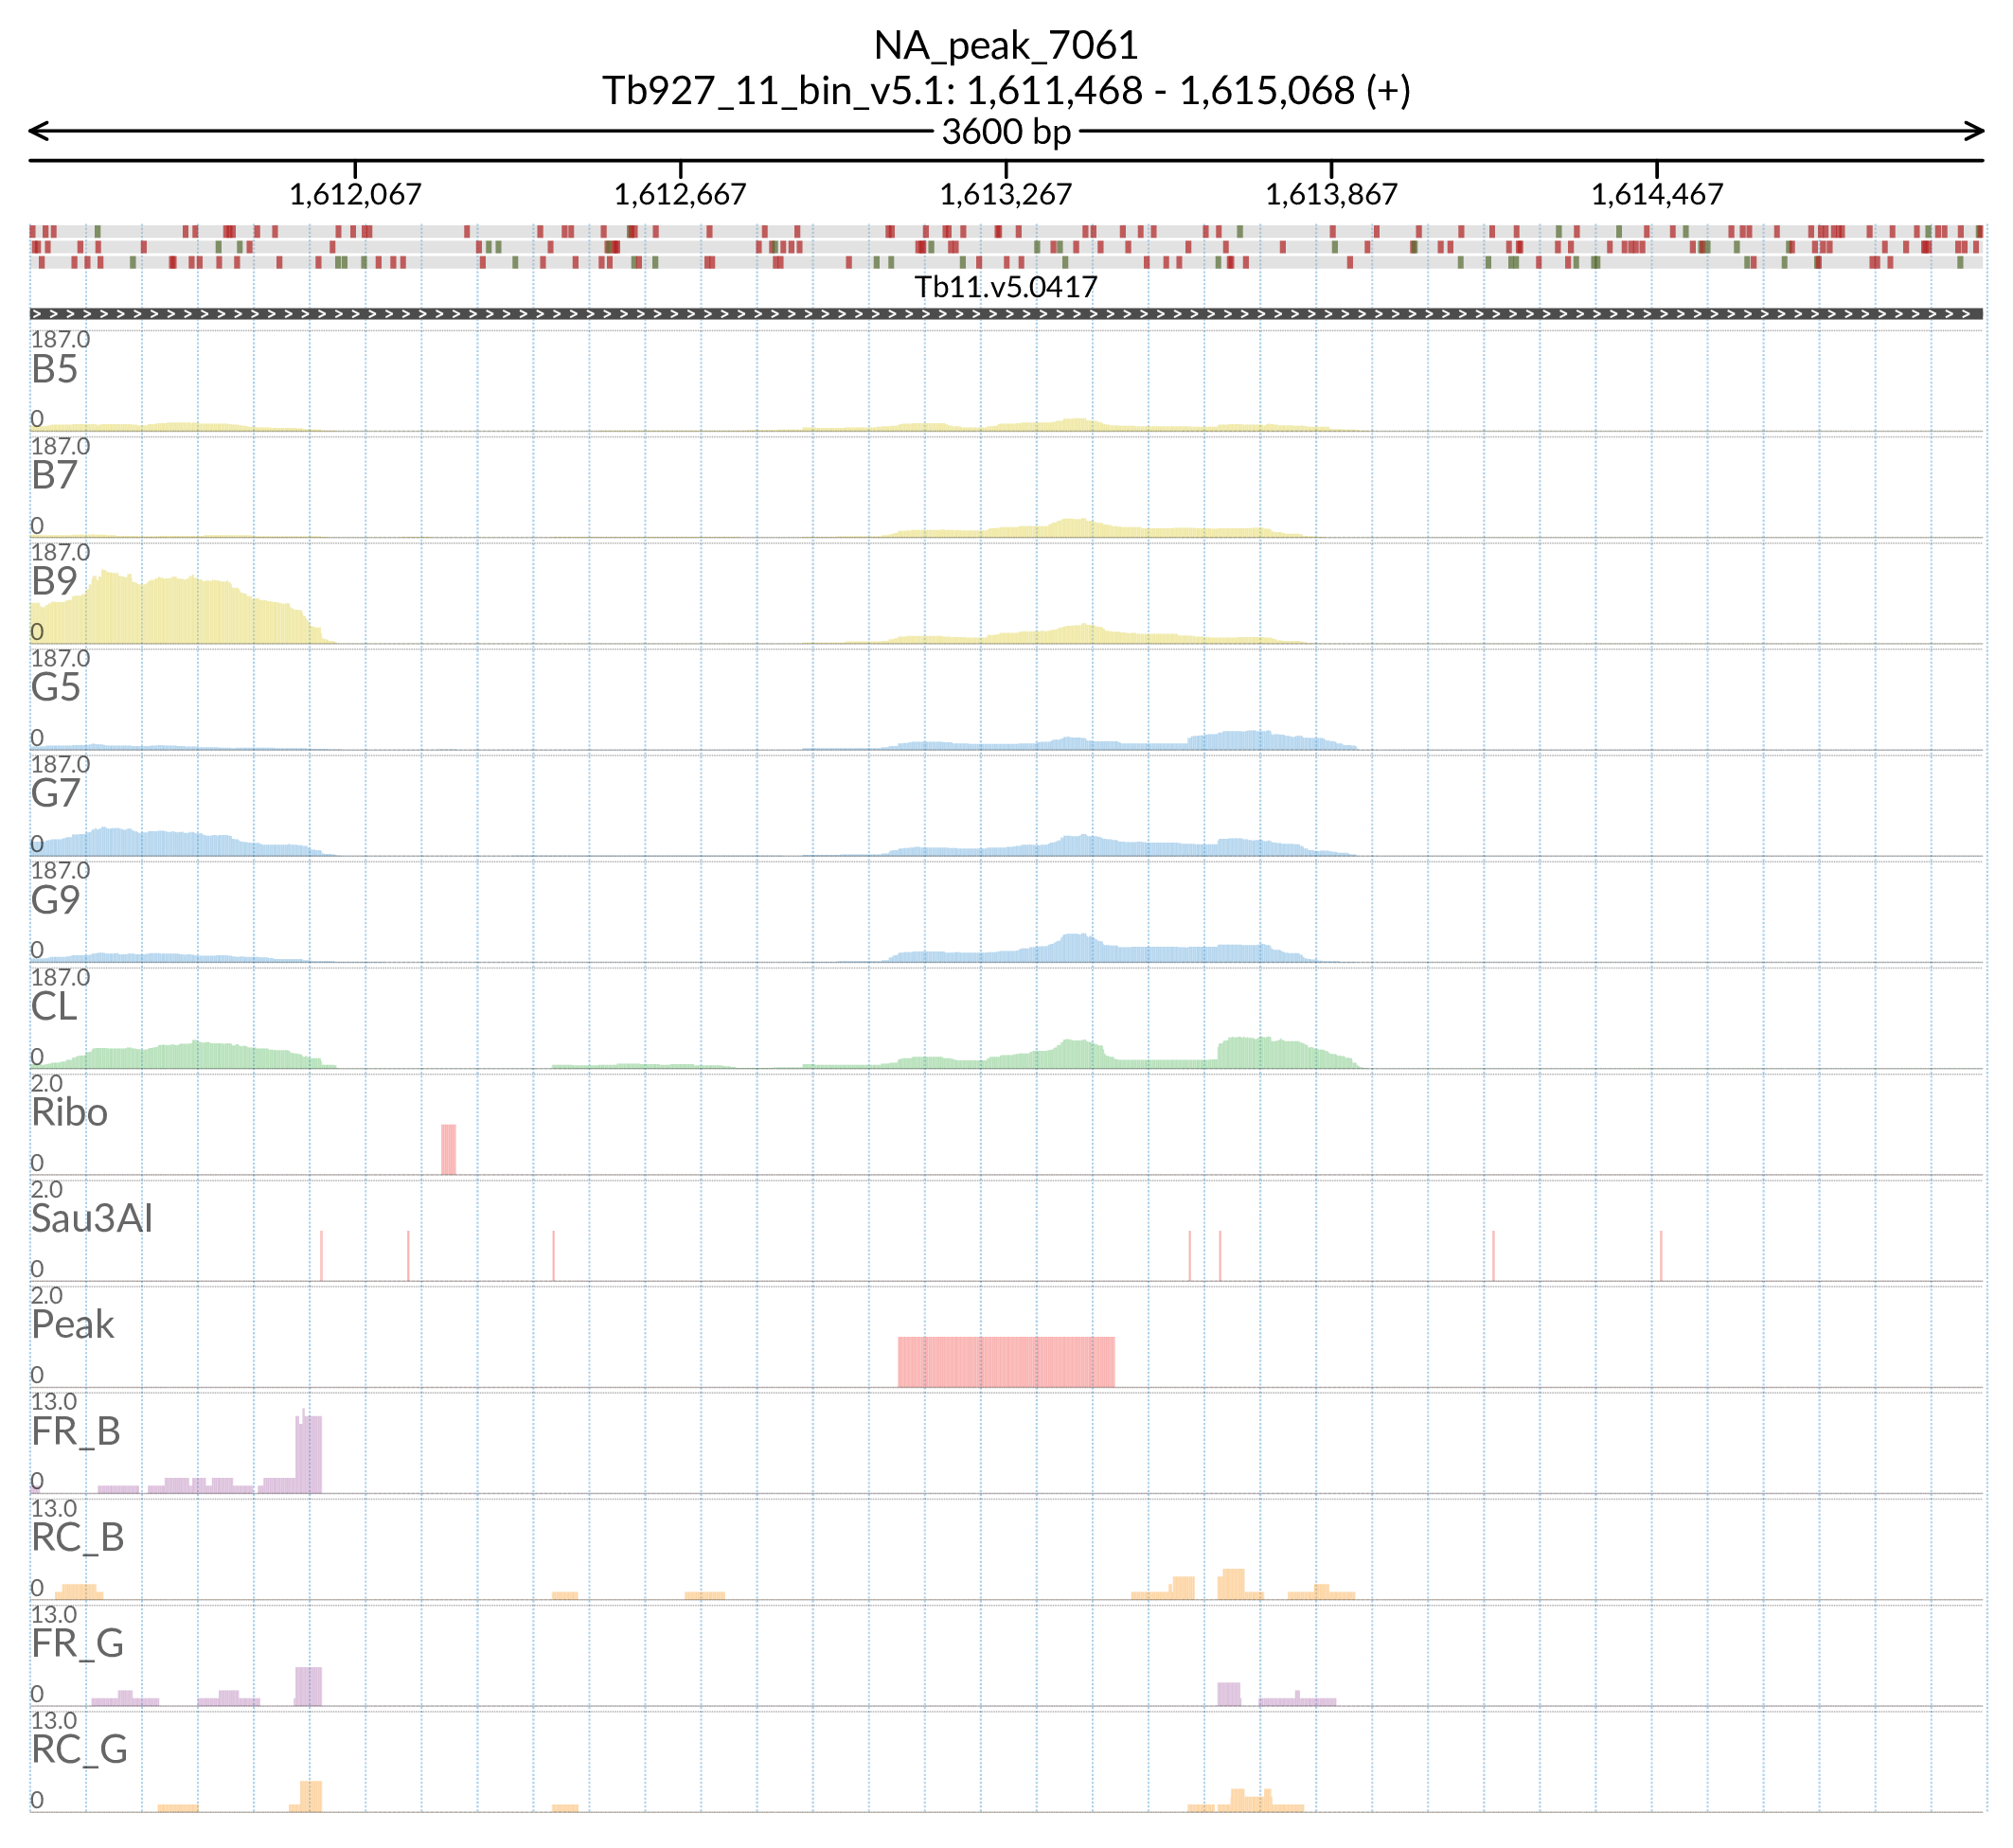 NA_peak_7061
Tb927_11_bin_v5.1: 1,611,468 - 1,615,068 (+)
3600 bp
1,612,067 1,612,667 1,613,267 1,613,867 1,614,467
Tb11.v5.0417
187.0
B5
0
187.0
B7
0
187.0
B9
0
187.0
G5
0
187.0
G7
0
187.0
G9
0
187.0
CL
0
2.0
Ribo
0
2.0
Sau3AI
0
2.0
Peak
0
13.0
FR_B
0
13.0
RC_B
0
13.0
FR_G
0
13.0
RC_G
0